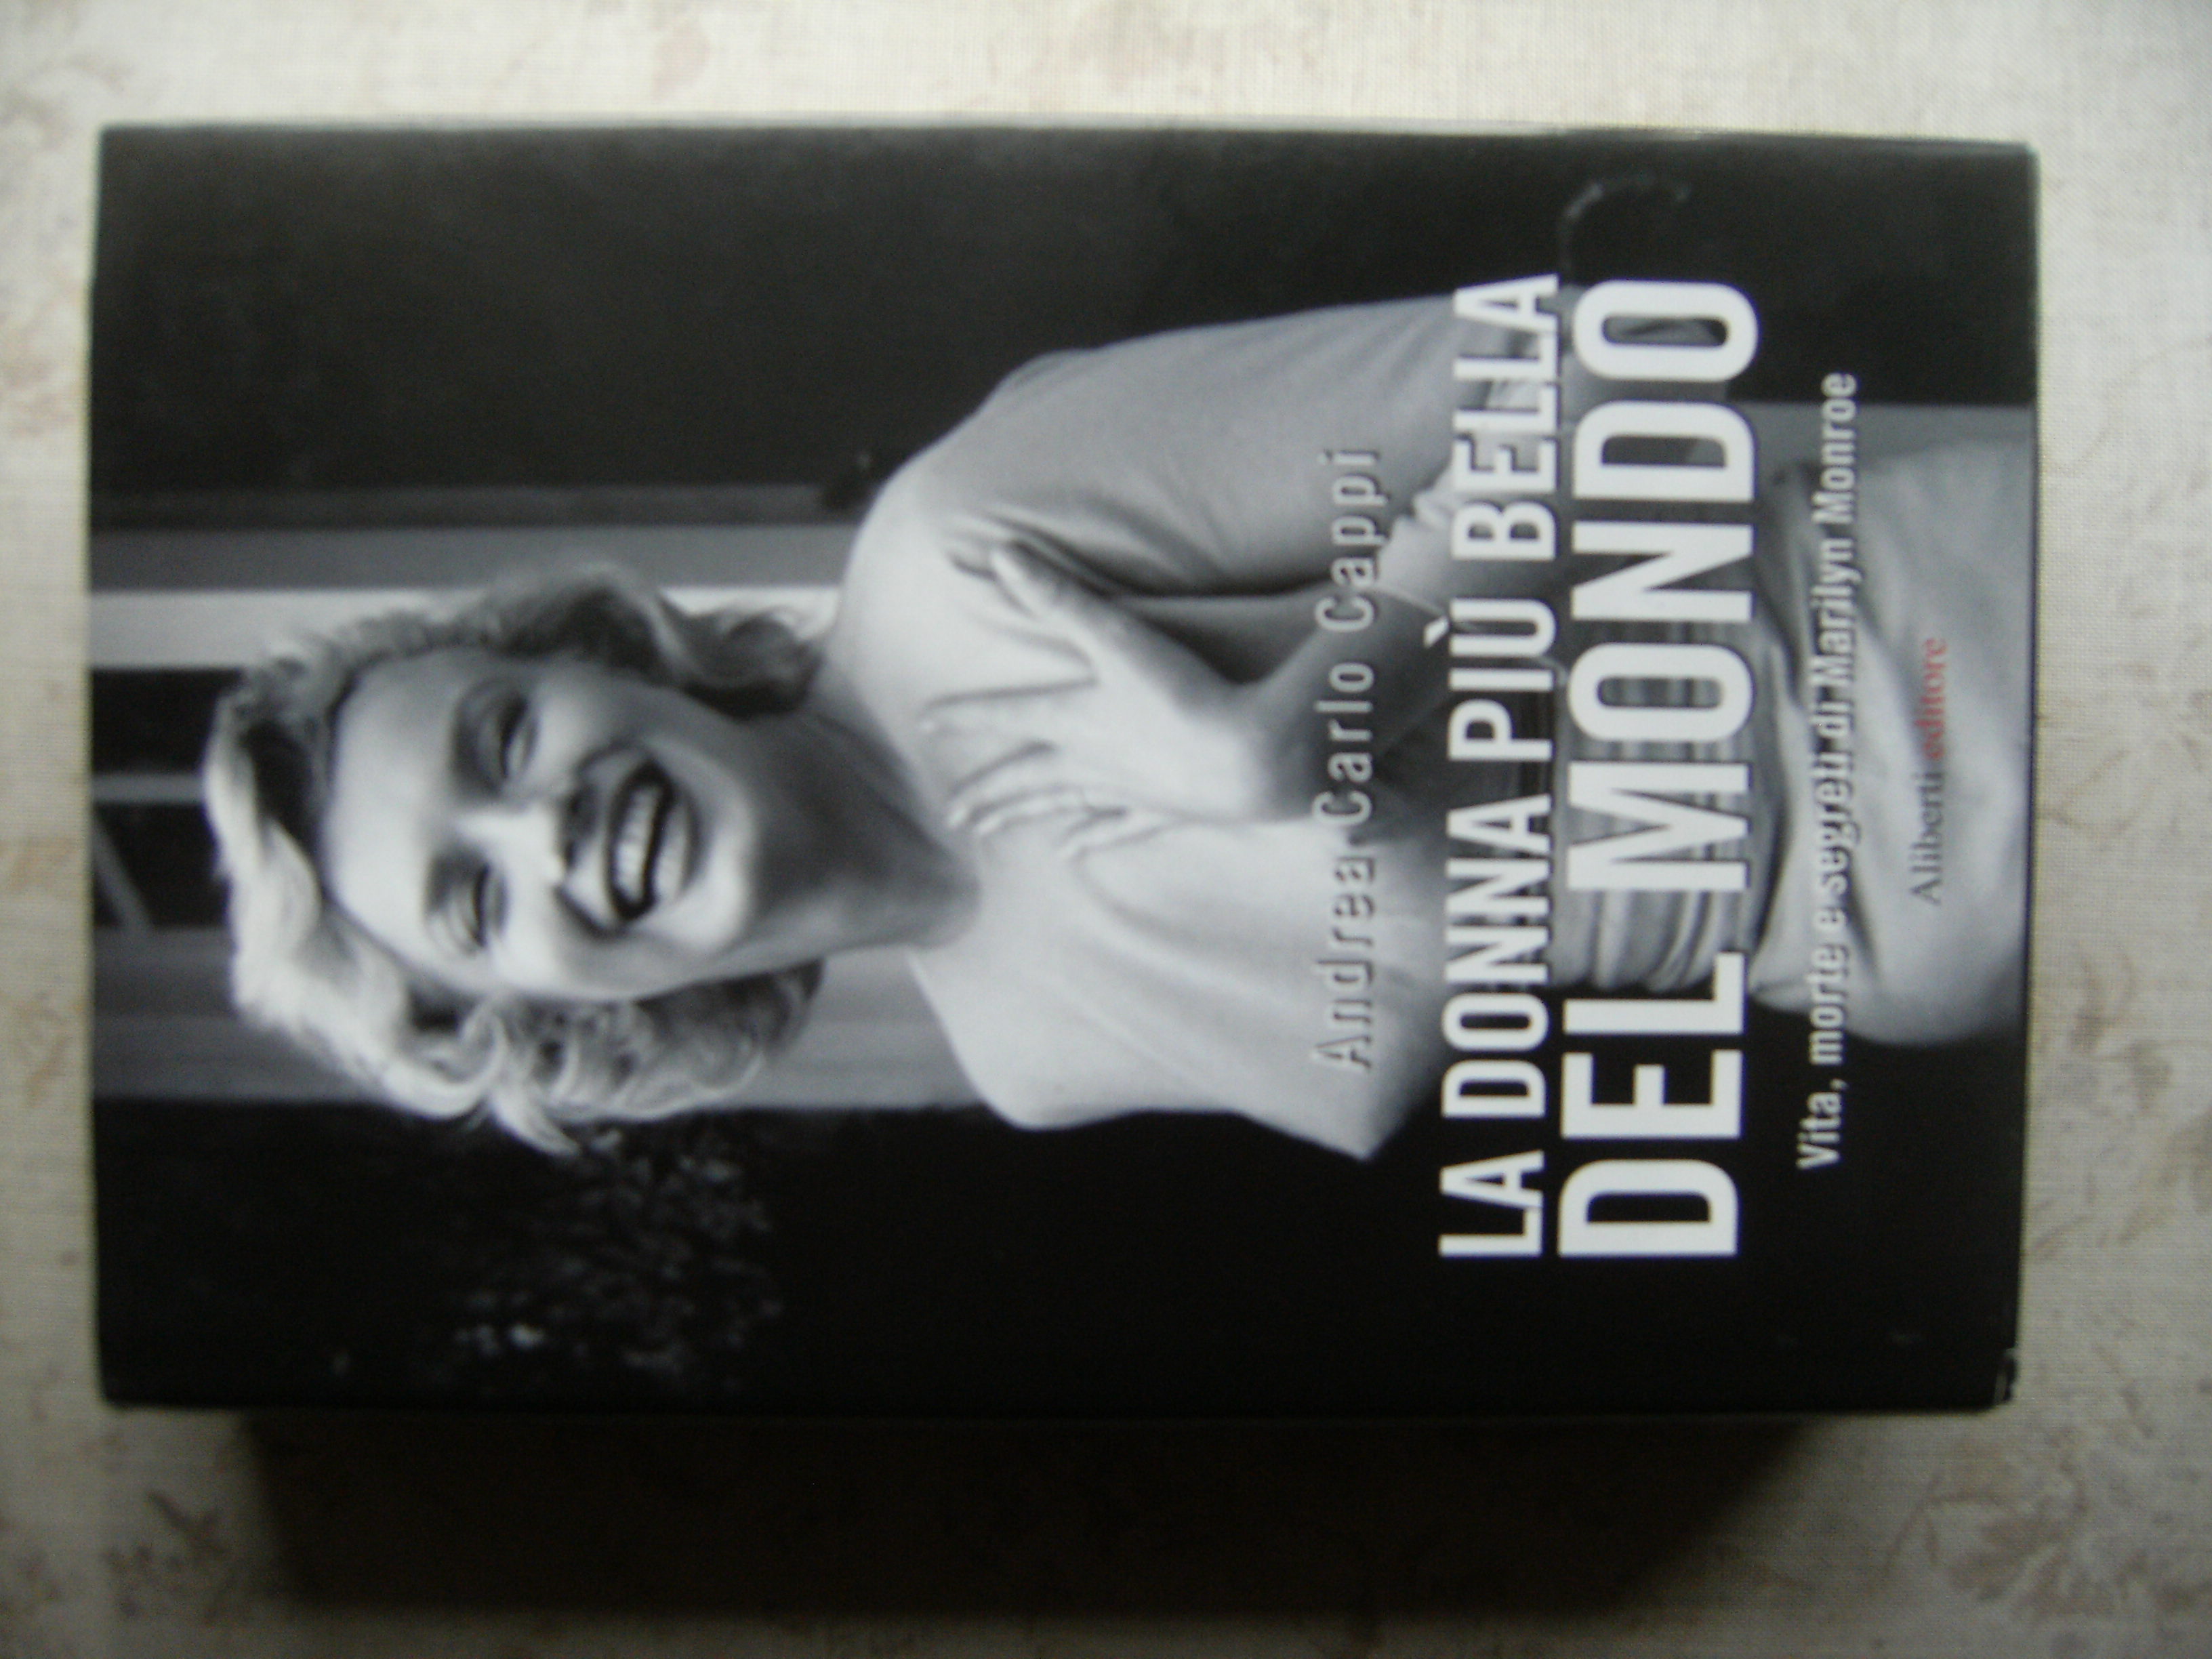 Andrea Carlo Cappi
LA DONNA PIÙ BELLA
DEL MONDO
Vita, morte e segreti di Marilyn Monroe
Aliberti editore